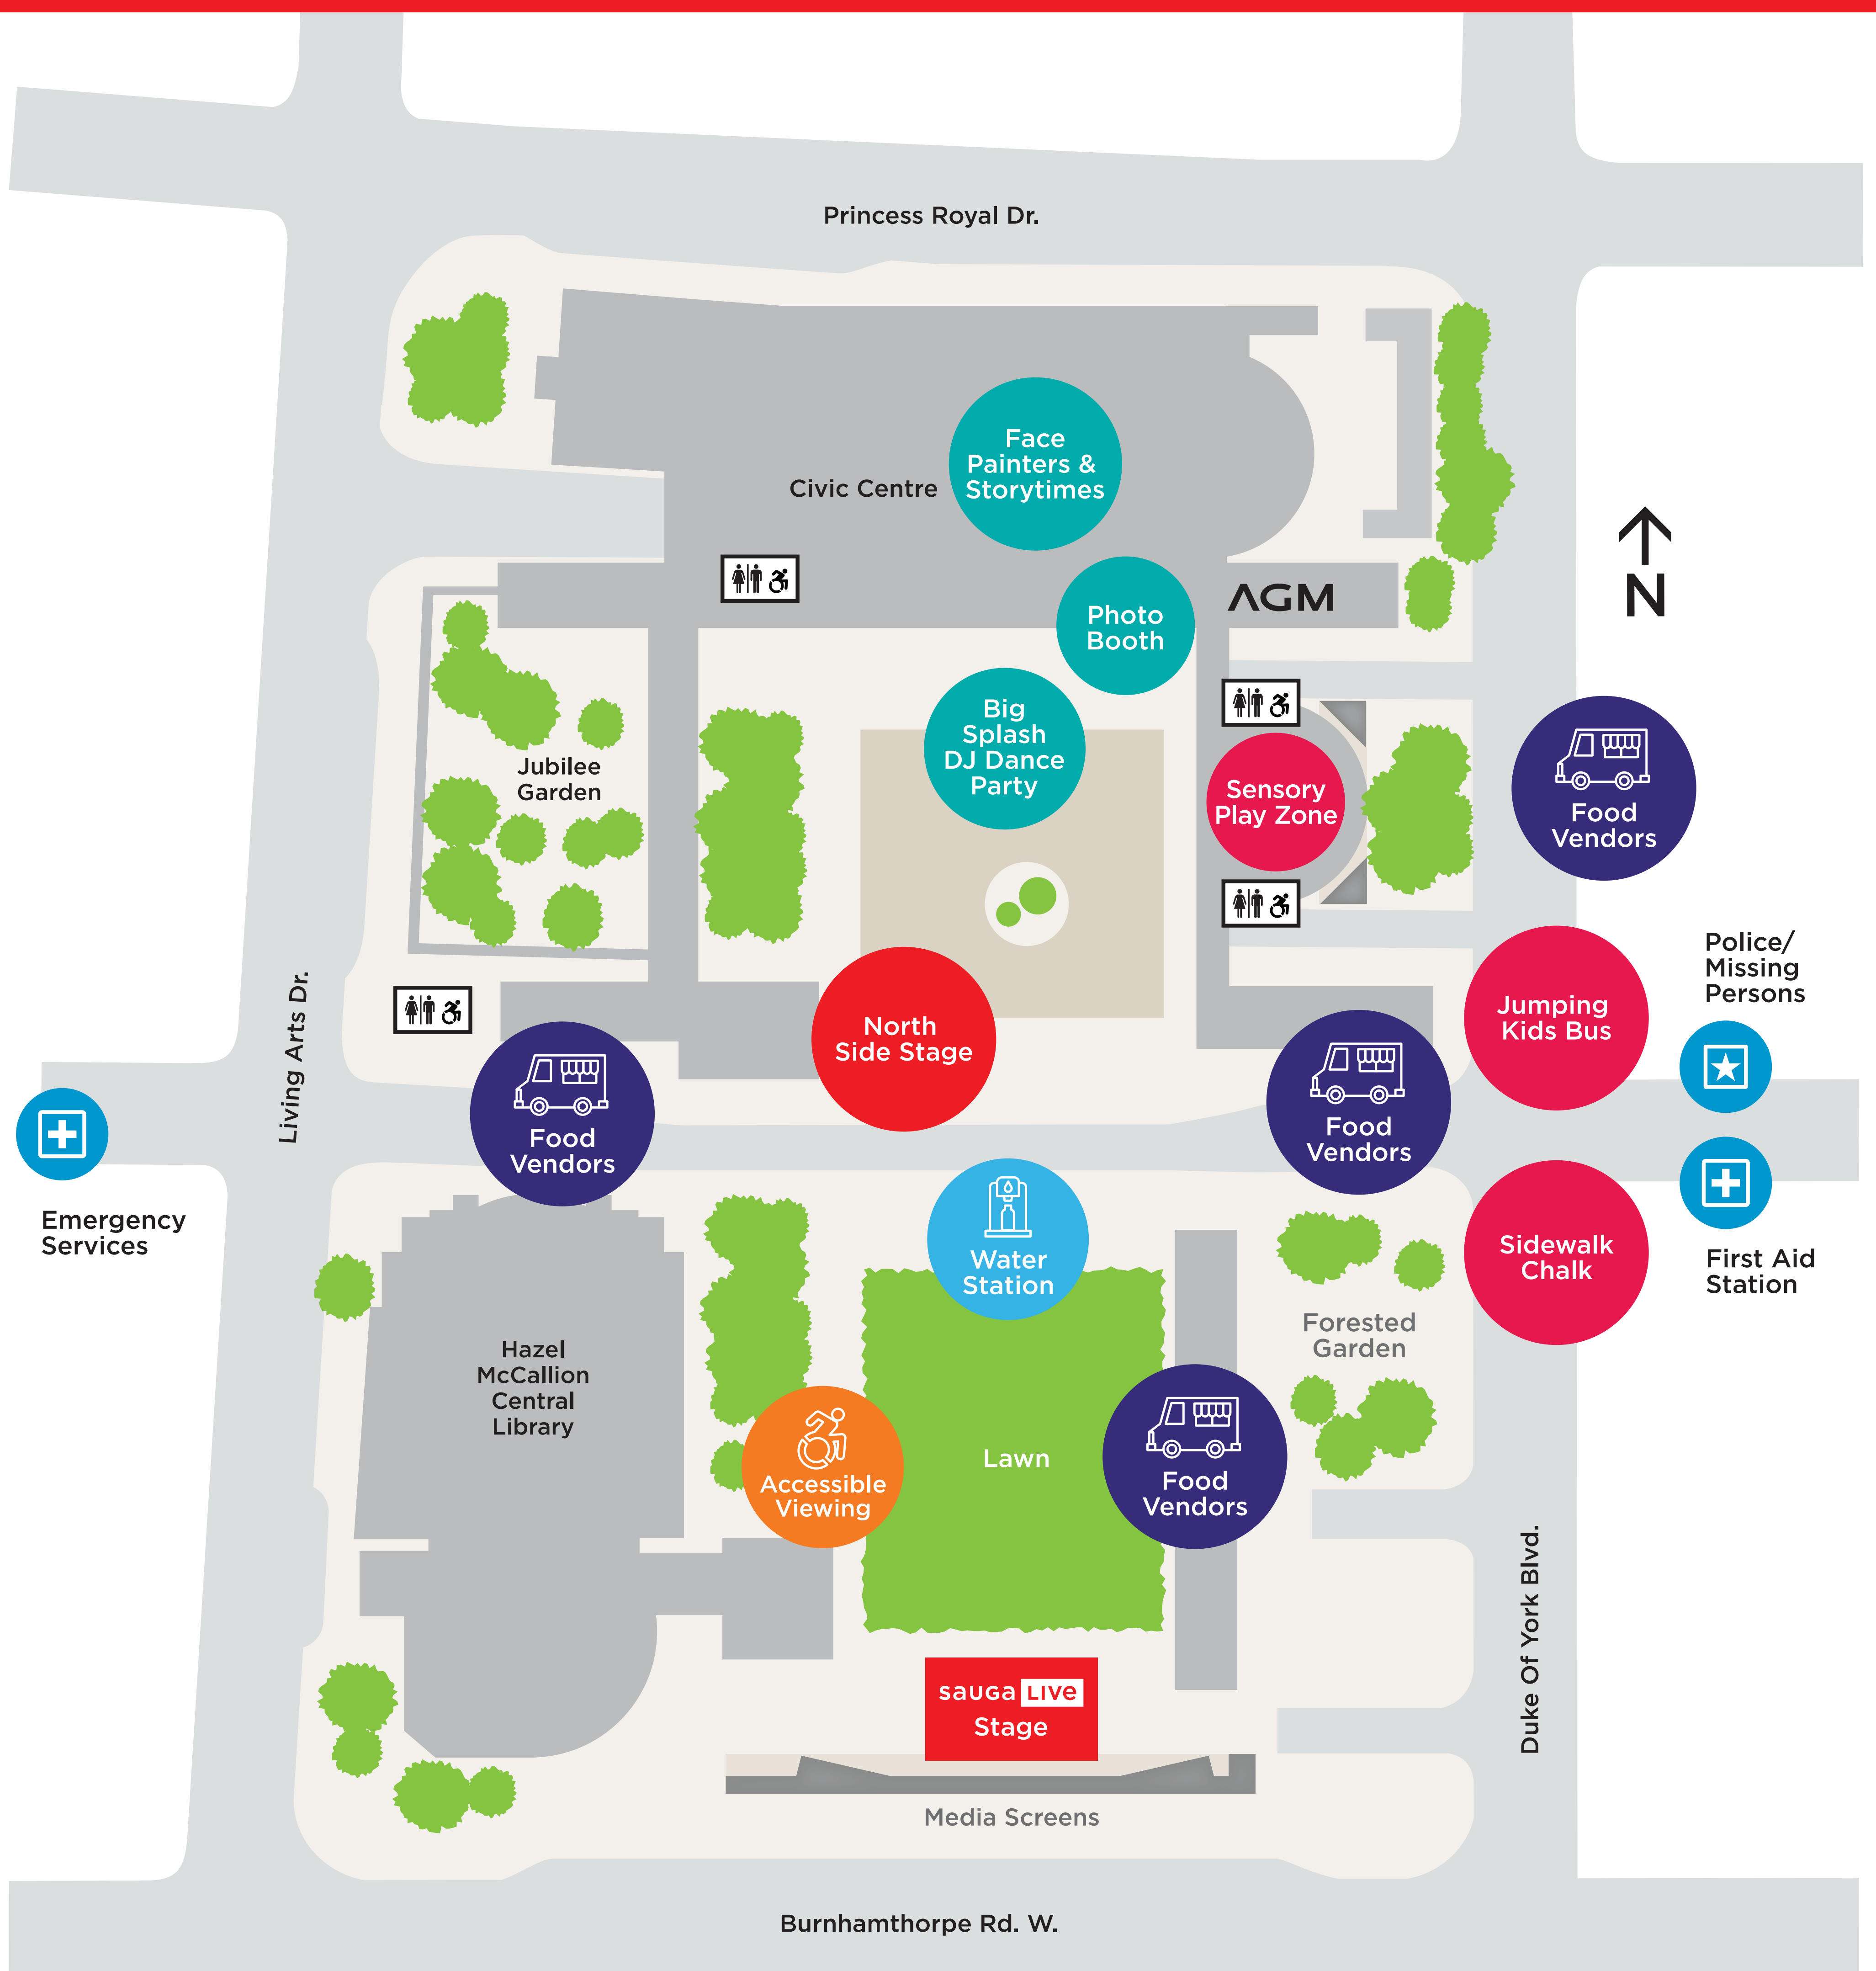 Princess Royal Dr.
Face
Painters &
Storytimes
Civic Centre
N
Photo
Booth
AGM
Big
Splash
DJ Dance
Party
Jubilee
Garden
Sensory
Play Zone
Food
Vendors
Police/
Missing
Persons
Jumping
Kids Bus
North
Side Stage
Living Arts Dr.
Food
Vendors
Food
Vendors
Emergency
Services
Water
Station
Sidewalk
Chalk
First Aid
Station
Forested
Garden
Hazel
McCallion
Central
Library
Accessible
Viewing
Lawn
Food
Vendors
Duke Of York Blvd.
sauga LIVe
Stage
Media Screens
Burnhamthorpe Rd. W.